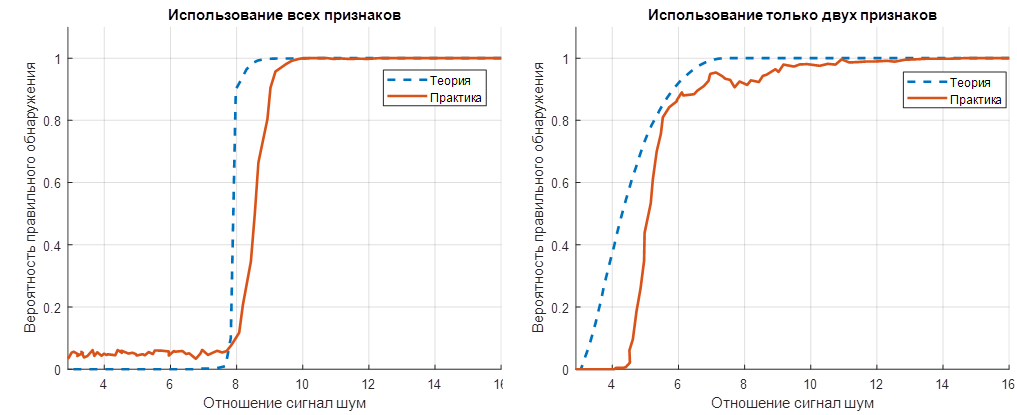 Использование всех признаков
Вероятность правильного обнаружения
1
0.8
0.6
0.4
0.2
0
4 6 8 10 12 14 16
Отношение сигнал шум
Теория
Практика
Использование только двух признаков
Вероятность правильного обнаружения
1
0.8
0.6
0.4
0.2
0
4 6 8 10 12 14 16
Отношение сигнал шум
Теория
Практика